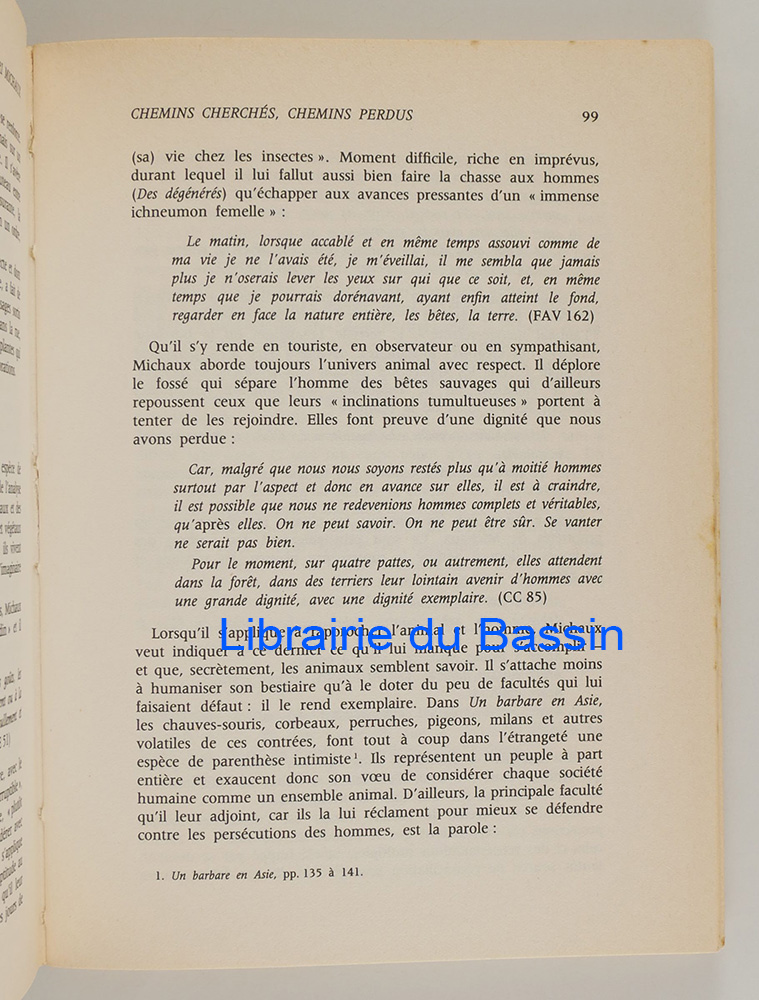 CHEMINS CHERCHÉS, CHEMINS PERDUS 99
(sa) vie chez les insectes ». Moment difficile, riche en imprévus,
durant lequel il lui fallut aussi bien faire la chasse aux hommes
(Des dégénérés) qu'échapper aux avances pressantes d'un « immense
ichneumon femelle » :
Le matin, lorsque accablé et en même temps assouvi comme de
ma vie je ne l'avais été, je m'éveillai, il me sembla que jamais
plus je n'oserais lever les yeux sur qui que ce soit, et, en même
temps que je pourrais dorénavant, ayant enfin atteint le fond,
regarder en face la nature entière, les bêtes, la terre. (FAV 162)
Qu'il s'y rende en touriste, en observateur ou en sympathisant,
Michaux aborde toujours l'univers animal avec respect. Il déplore
le fossé qui sépare l'homme des bêtes sauvages qui d'ailleurs
repoussent ceux que leurs « inclinations tumultueuses » portent à
tenter de les rejoindre. Elles font preuve d'une dignité que nous
avons perdue :
Car, malgré que nous nous soyons restés plus qu'à moitié hommes
surtout par l'aspect et donc en avance sur elles, il est à craindre,
il est possible que nous ne redevenions hommes complets et véritables,
qu'après elles. On ne peut savoir. On ne peut être sûr. Se vanter
ne serait pas bien.
Pour le moment, sur quatre pattes, ou autrement, elles attendent
dans la forêt, dans des terriers leur lointain avenir d'hommes avec
une grande dignité, avec une dignité exemplaire. (CC 85)
Lorsqu'il s'applique à rapprocher l'animal et l'homme, Michaux
Librairie du Bassin
veut indiquer à ce dernier ce qu'il lui manque pour s'accomplir —
et que, secrètement, les animaux semblent savoir. Il s'attache moins
à humaniser son bestiaire qu'à le doter du peu de facultés qui lui
faisaient défaut : il le rend exemplaire. Dans Un barbare en Asie,
les chauves-souris, corbeaux, perruches, pigeons, milans et autres
volatiles de ces contrées, font tout à coup dans l'étrangeté une
espèce de parenthèse intimiste¹. Ils représentent un peuple à part
entière et exaucent donc son vœu de considérer chaque société
humaine comme un ensemble animal. D'ailleurs, la principale faculté
qu'il leur adjoint, car ils la lui réclament pour mieux se défendre
contre les persécutions des hommes, est la parole :
1. Un barbare en Asie, pp. 135 à 141.